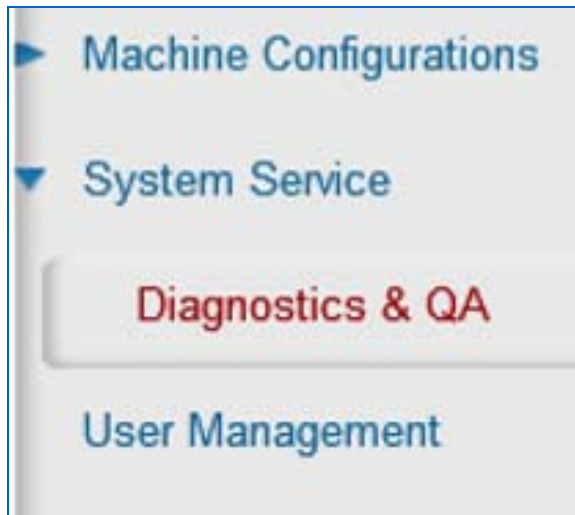 Machine Configurations
System Service
Diagnostics & QA
User Management